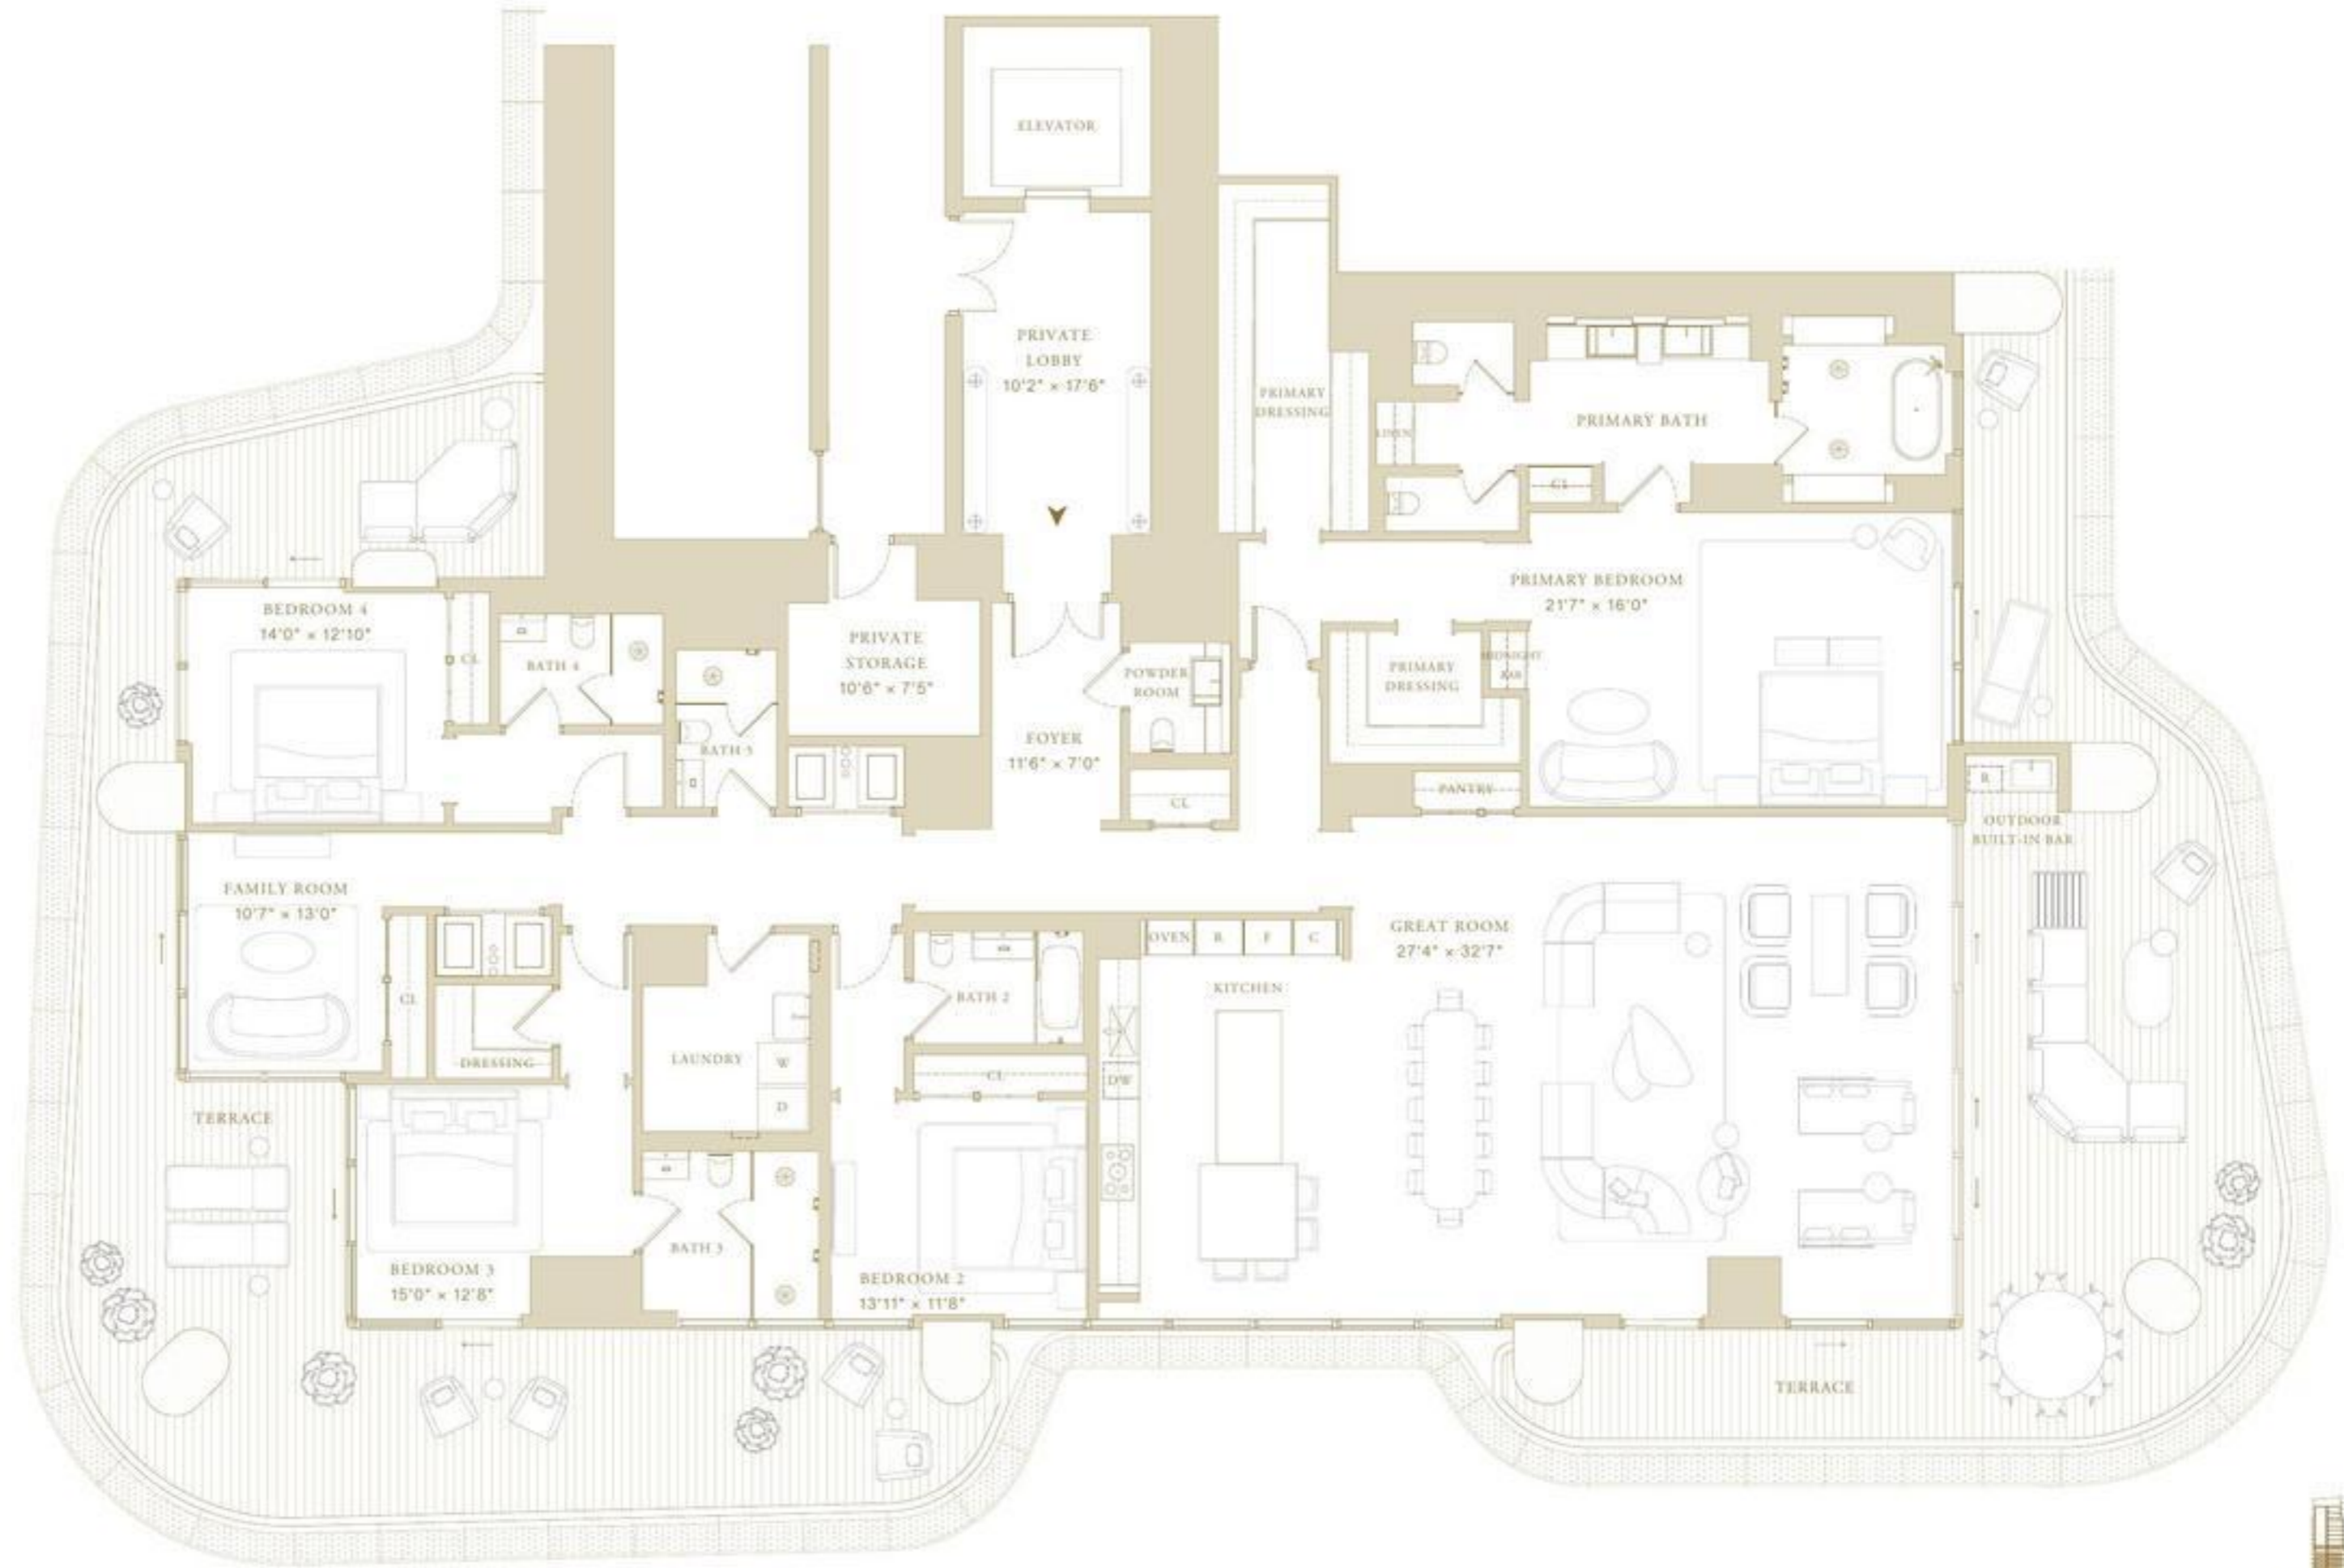 ELEVATOR
PRIVATE
LOBBY
10'2" × 17'6"
PRIMARY
DRESSING
LINEN
PRIMARY BATH
CL
PRIMARY BEDROOM
21'7" × 16'0"
BEDROOM 4
14'0" × 12'10"
CL
BATH 4
BATH 5
PRIVATE
STORAGE
10'6" × 7'5"
POWDER
ROOM
FOYER
11'6" × 7'0"
CL
PRIMARY
DRESSING
MIDNIGHT
BAR
PANTRY
R
OUTDOOR
BUILT-IN BAR
FAMILY ROOM
10'7" × 13'0"
CL
DRESSING
LAUNDRY
W
D
BATH 2
CL
OVEN
R
F
C
KITCHEN
DW
GREAT ROOM
27'4" × 32'7"
TERRACE
BEDROOM 3
15'0" × 12'8"
BATH 3
BEDROOM 2
13'11" × 11'8"
TERRACE